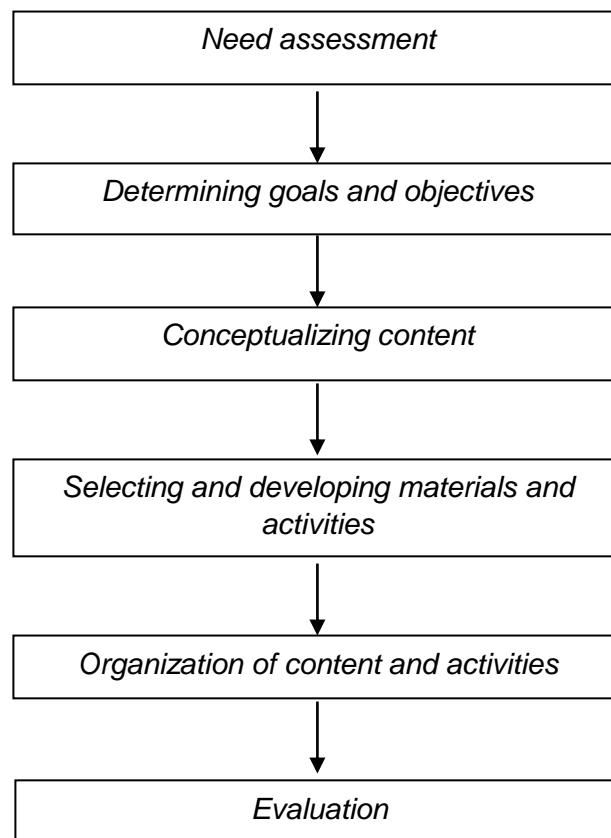 Need assessment
Determining goals and objectives
Conceptualizing content
Selecting and developing materials and
activities
Organization of content and activities
Evaluation